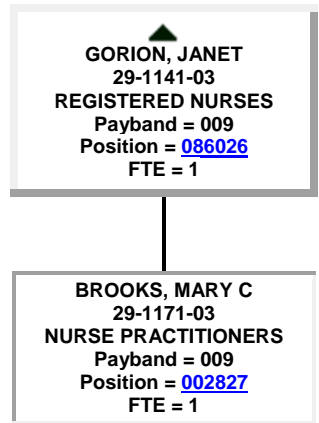 GORION, JANET
29-1141-03
REGISTERED NURSES
Payband = 009
Position = 086026
FTE = 1
BROOKS, MARY C
29-1171-03
NURSE PRACTITIONERS
Payband = 009
Position = 002827
FTE = 1